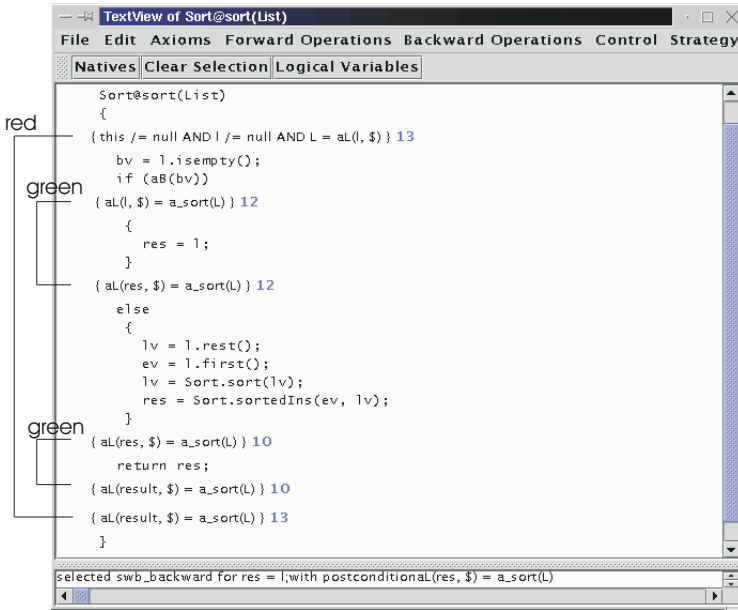 TextView of Sort@sort(List)
File Edit Axioms Forward Operations Backward Operations Control Strategy
Natives Clear Selection Logical Variables
Sort@sort(List)
{
red
{ this /= null AND l /= null AND L = aL(l, $) } 13
bv = l.isempty();
if (aB(bv))
green
{ aL(l, $) = a_sort(L) } 12
{
res = l;
}
{ aL(res, $) = a_sort(L) } 12
else
{
lv = l.rest();
ev = l.first();
lv = Sort.sort(lv);
res = Sort.sortedIns(ev, lv);
}
green
{ aL(res, $) = a_sort(L) } 10
return res;
{ aL(result, $) = a_sort(L) } 10
{ aL(result, $) = a_sort(L) } 13
}
selected swb_backward for res = l;with postconditionaL(res, $) = a_sort(L)